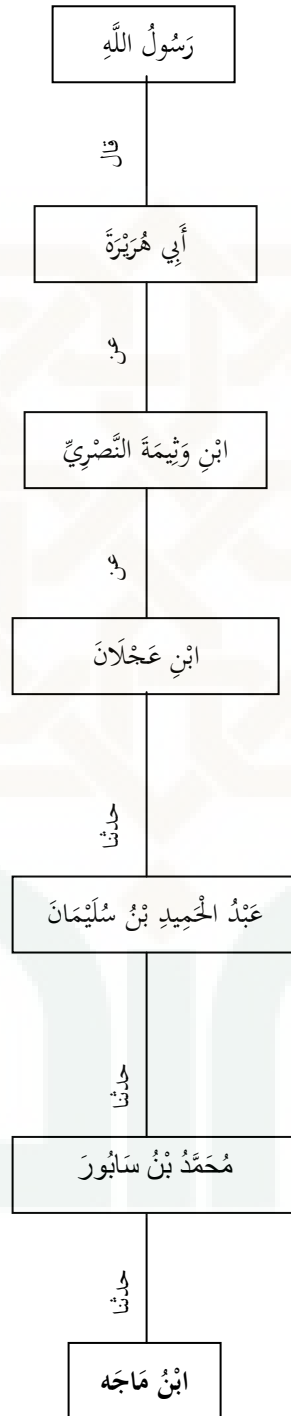 رَسُولُ اللَّهِ
قال
أَبِي هُرَيْرَةَ
عن
ابْنِ وَثِيمَةَ النَّصْرِيِّ
عن
ابْنِ عَجْلَانَ
حدثنا
عَبْدُ الْحَمِيدِ بْنُ سُلَيْمَانَ
حدثنا
مُحَمَّدُ بْنُ سَابُورَ
حدثنا
ابْنُ مَاجَه